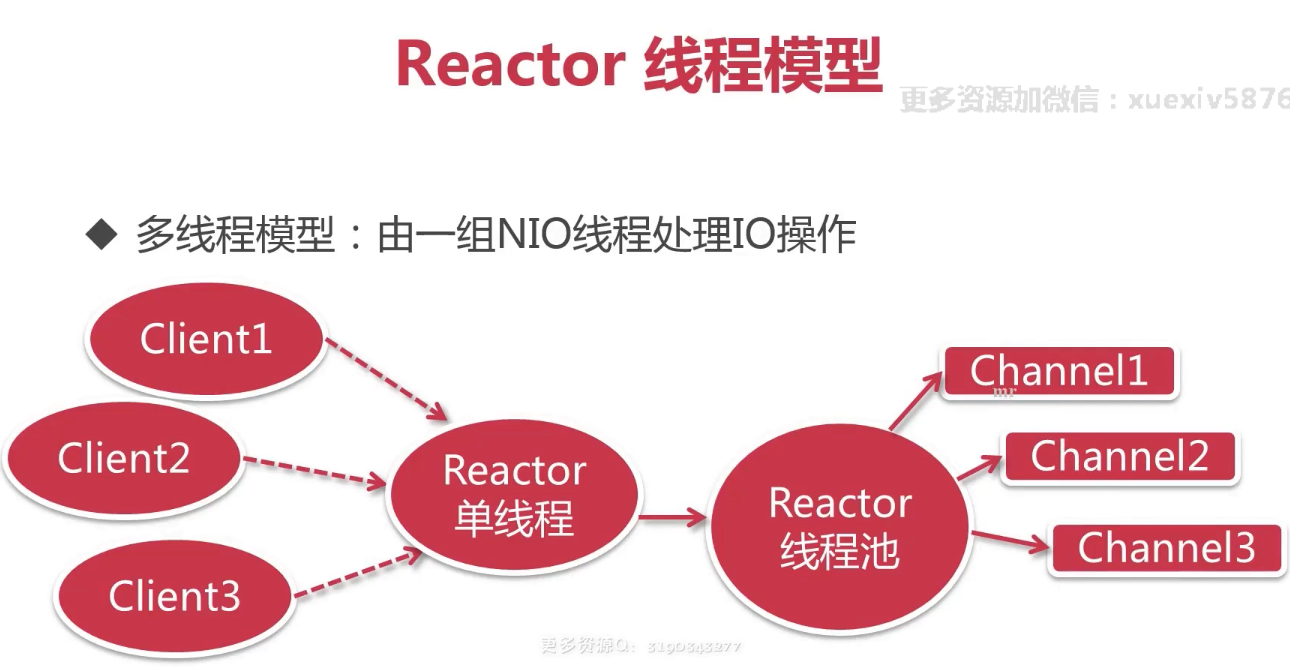 Reactor 线程模型
更多资源加微信：xuexiv5876
◆ 多线程模型：由一组NIO线程处理IO操作
Client1
Client2
Client3
Reactor
单线程
Reactor
线程池
Channel1
mr
Channel2
Channel3
更多资源Q：3190848277